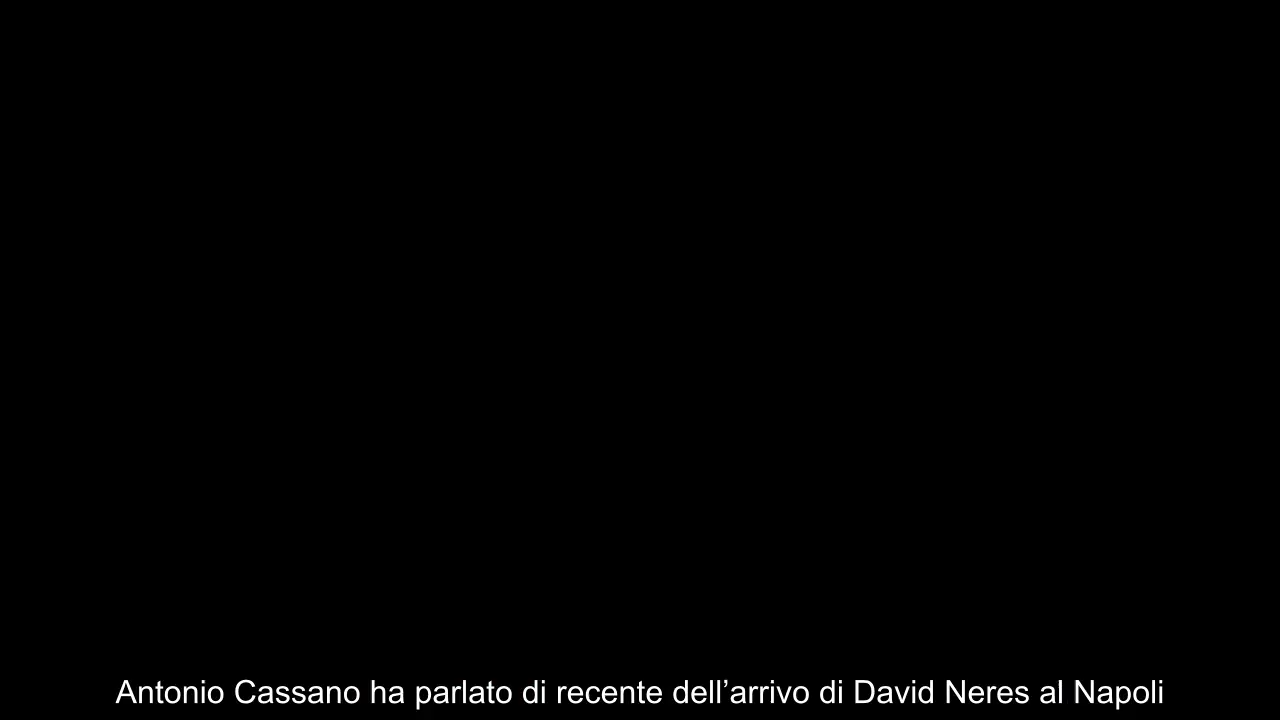 Antonio Cassano ha parlato di recente dell’arrivo di David Neres al Napoli